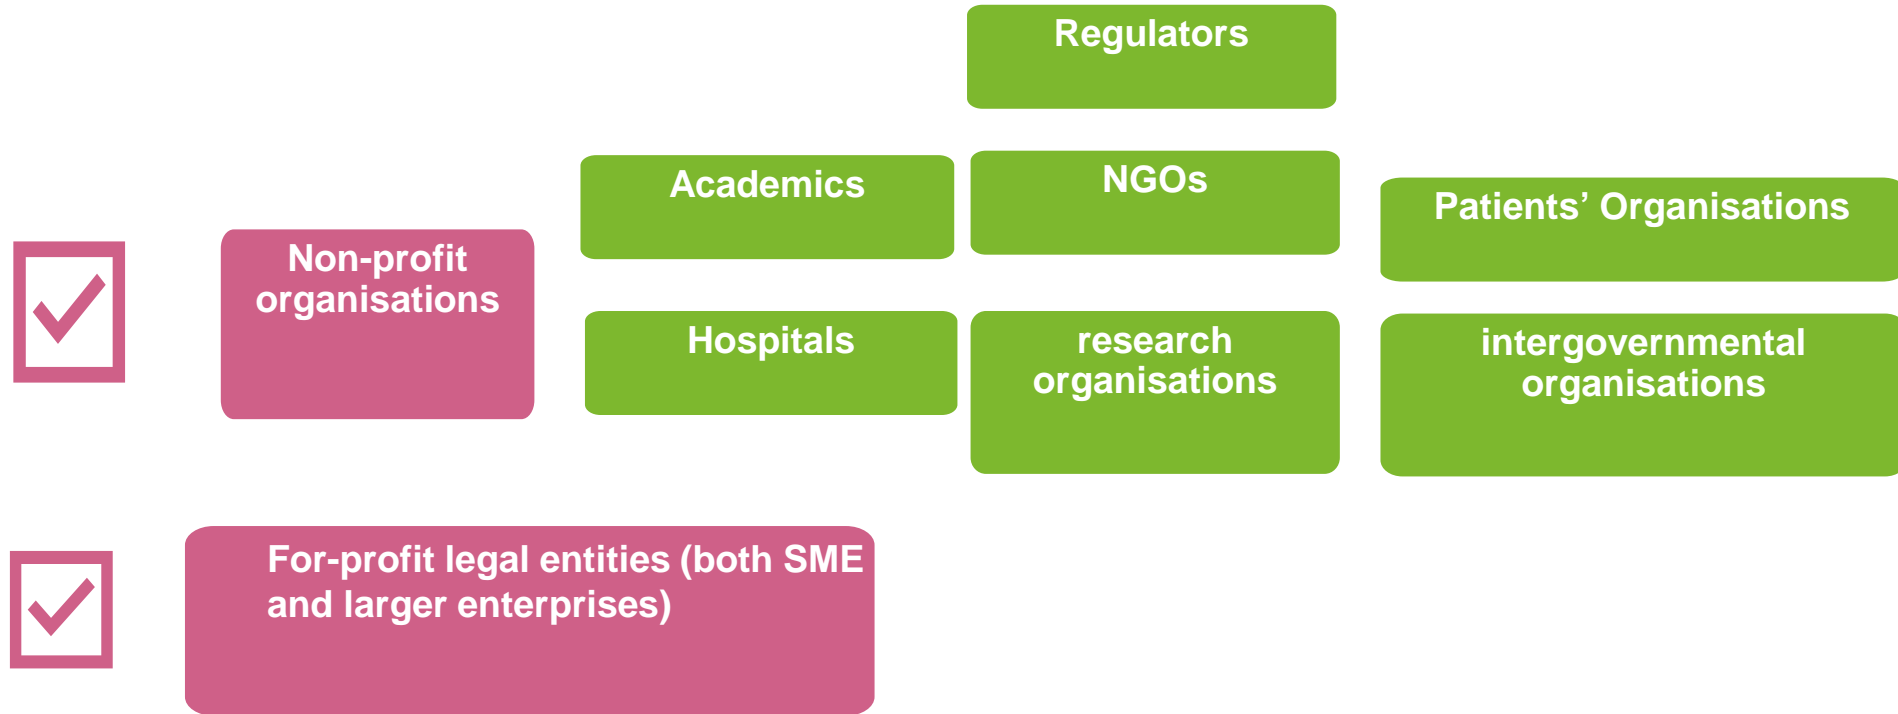 Regulators
Academics
NGOs
Patients’ Organisations
Non-profit
organisations
Hospitals
research
organisations
intergovernmental
organisations
For-profit legal entities (both SME
and larger enterprises)